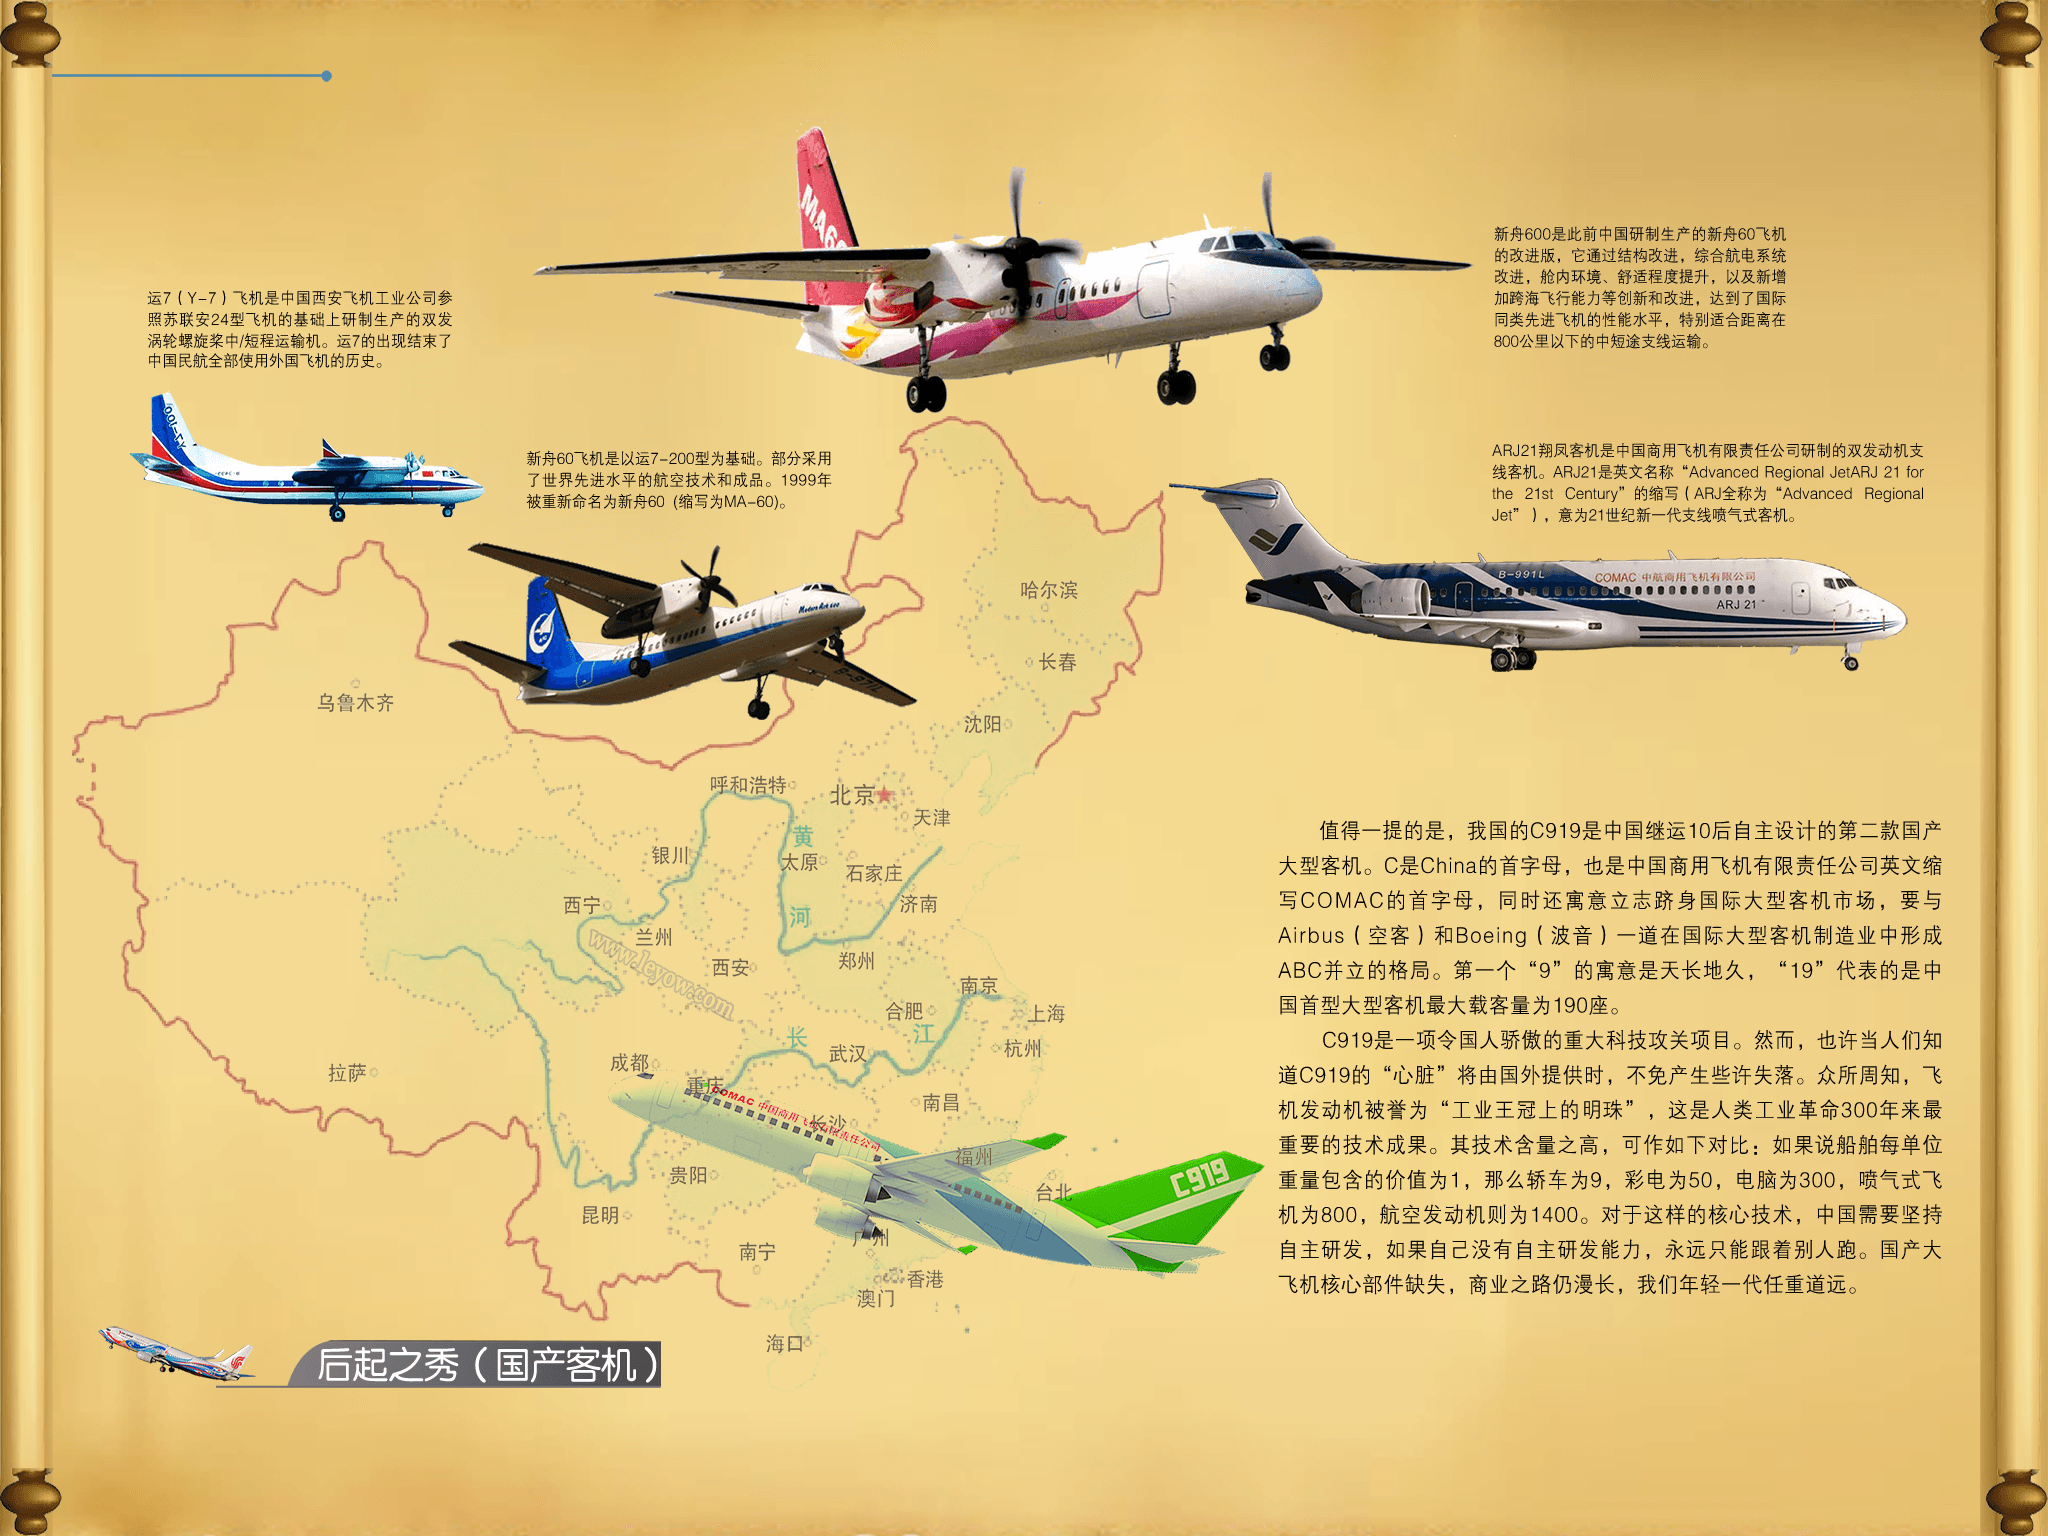 新舟600是此前中国研制生产的新舟60飞机
的改进版，它通过结构改进，综合航电系统
改进，舱内环境、舒适程度提升，以及新增
加跨海飞行能力等创新和改进，达到了国际
同类先进飞机的性能水平，特别适合距离在
800公里以下的中短途支线运输。
运7（Y-7）飞机是中国西安飞机工业公司参
照苏联安24型飞机的基础上研制生产的双发
涡轮螺旋桨中/短程运输机。运7的出现结束了
中国民航全部使用外国飞机的历史。
新舟60飞机是以运7-200型为基础。部分采用
了世界先进水平的航空技术和成品。1999年
被重新命名为新舟60 (缩写为MA-60)。
ARJ21翔凤客机是中国商用飞机有限责任公司研制的双发动机支
线客机。ARJ21是英文名称“Advanced Regional JetARJ 21 for
the 21st Century”的缩写（ARJ全称为“Advanced Regional
Jet”），意为21世纪新一代支线喷气式客机。
MA60
Modern Ark 600
B-971L
B-991L
COMAC 中航商用飞机有限公司
ARJ 21
哈尔滨
长春
乌鲁木齐
沈阳
呼和浩特
北京
天津
黄
银川
太原
石家庄
西宁
河
济南
兰州
www.leyow.com
西安
郑州
南京
合肥
上海
长
江
武汉
杭州
成都
拉萨
重庆
COMAC 中国商用飞机有限责任公司
南昌
长沙
福州
贵阳
C919
台北
昆明
广州
南宁
香港
澳门
海口
值得一提的是，我国的C919是中国继运10后自主设计的第二款国产
大型客机。C是China的首字母，也是中国商用飞机有限责任公司英文缩
写COMAC的首字母，同时还寓意立志跻身国际大型客机市场，要与
Airbus（空客）和Boeing（波音）一道在国际大型客机制造业中形成
ABC并立的格局。第一个“9”的寓意是天长地久，“19”代表的是中
国首型大型客机最大载客量为190座。
C919是一项令国人骄傲的重大科技攻关项目。然而，也许当人们知
道C919的“心脏”将由国外提供时，不免产生些许失落。众所周知，飞
机发动机被誉为“工业王冠上的明珠”，这是人类工业革命300年来最
重要的技术成果。其技术含量之高，可作如下对比：如果说船舶每单位
重量包含的价值为1，那么轿车为9，彩电为50，电脑为300，喷气式飞
机为800，航空发动机则为1400。对于这样的核心技术，中国需要坚持
自主研发，如果自己没有自主研发能力，永远只能跟着别人跑。国产大
飞机核心部件缺失，商业之路仍漫长，我们年轻一代任重道远。
后起之秀（国产客机）